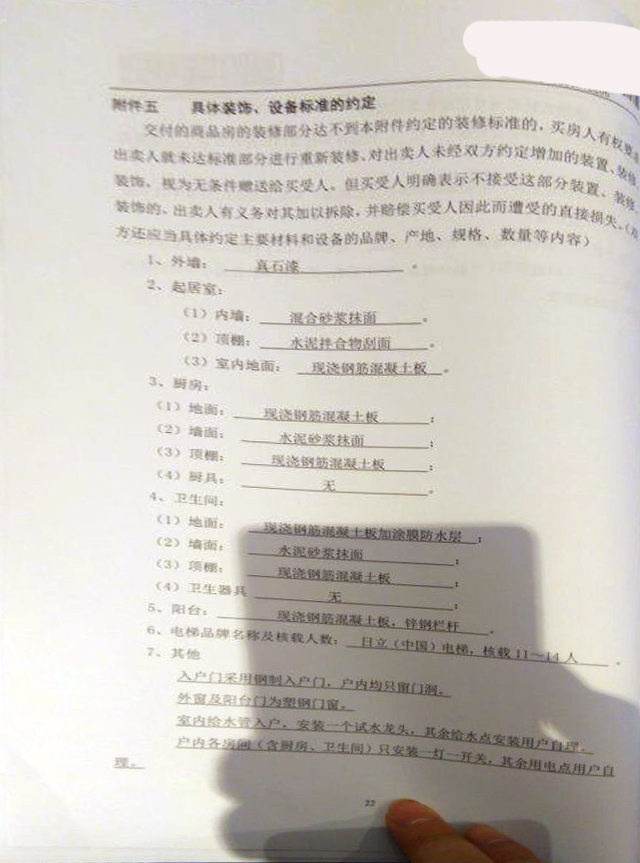 附件五 具体装饰、设备标准的约定
交付的商品房的装修部分达不到本附件约定的装修标准的，买房人有权要
出卖人就未达标准部分进行重新装修。对出卖人未经双方约定增加的装置、装修、
装饰，视为无条件赠送给买受人。但买受人明确表示不接受这部分装置、装修、
装饰的，出卖人有义务对其加以拆除，并赔偿买受人因此而遭受的直接损失。（双
方还应当具体约定主要材料和设备的品牌、产地、规格、数量等内容）
1、外墙： 真石漆 。
2、起居室：
（1）内墙： 混合砂浆抹面 。
（2）顶棚： 水泥拌合物刮面 。
（3）室内地面： 现浇钢筋混凝土板 。
3、厨房：
（1）地面： 现浇钢筋混凝土板 ；
（2）墙面： 水泥砂浆抹面 ；
（3）顶棚： 现浇钢筋混凝土板 ；
（4）厨具： 无 。
4、卫生间：
（1）地面： 现浇钢筋混凝土板加涂膜防水层 ；
（2）墙面： 水泥砂浆抹面 ；
（3）顶棚： 现浇钢筋混凝土板 ；
（4）卫生器具 无 ；
5、阳台： 现浇钢筋混凝土板，锌钢栏杆 。
6、电梯品牌名称及核载人数： 日立（中国）电梯，核载11～14人 。
7、其他
入户门采用钢制入户门，户内均只留门洞。
外窗及阳台门为塑钢门窗。
室内给水管入户，安装一个试水龙头，其余给水点安装用户自理。
户内各房间（含厨房、卫生间）只安装一灯一开关，其余用电点用户自
理。
22